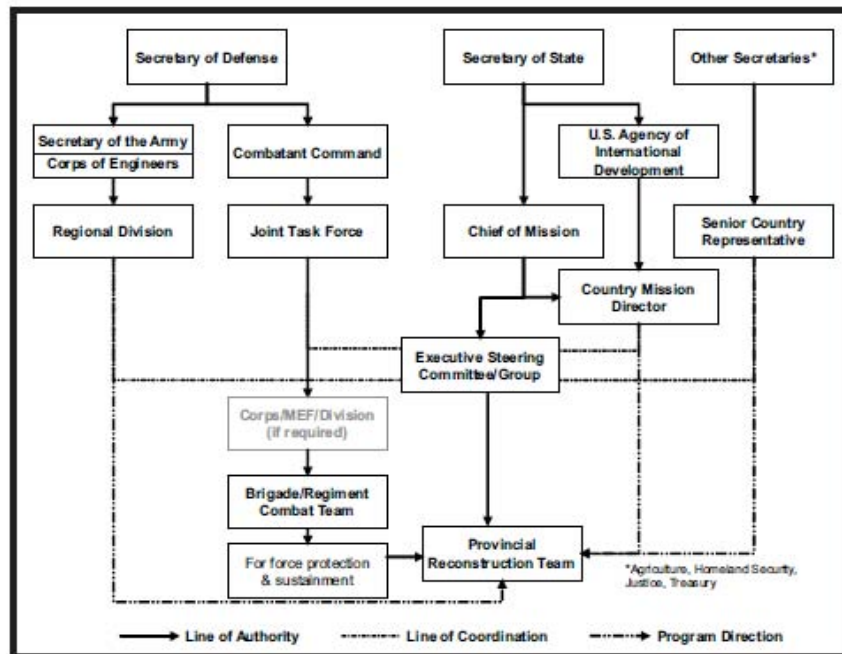 Secretary of Defense
Secretary of State
Other Secretaries*
Secretary of the Army
Corps of Engineers
Combatant Command
U.S. Agency of
International
Development
Regional Division
Joint Task Force
Chief of Mission
Senior Country
Representative
Country Mission
Director
Executive Steering
Committee/Group
Corps/MEF/Division
(if required)
Brigade/Regiment
Combat Team
For force protection
& sustainment
Provincial
Reconstruction Team
*Agriculture, Homeland Security,
Justice, Treasury
Line of Authority
Line of Coordination
Program Direction